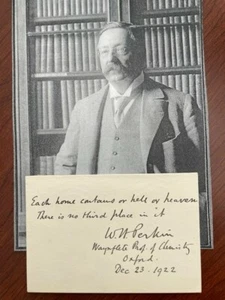 Each home contains or hell or heaven
There is no third place in it
W H Perkin
Waynflete Prof. of Chemistry
Oxford.
Dec 23. 1922